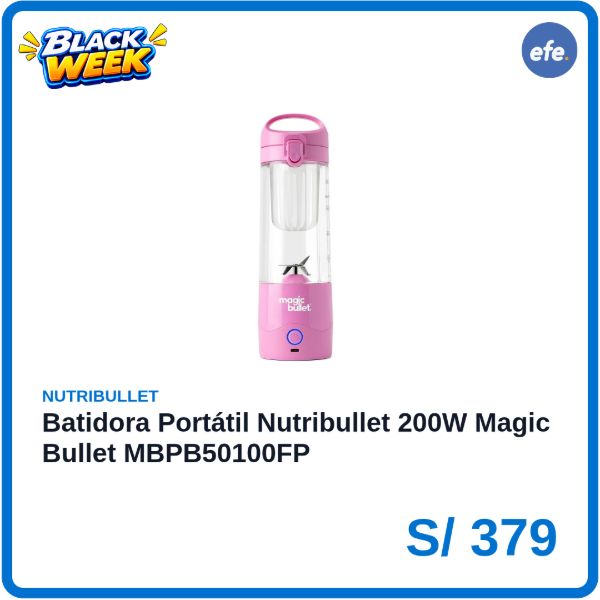 BLACK
WEEK
efe.
magic
bullet
NUTRIBULLET
Batidora Portátil Nutribullet 200W Magic
Bullet MBPB50100FP
S/ 379